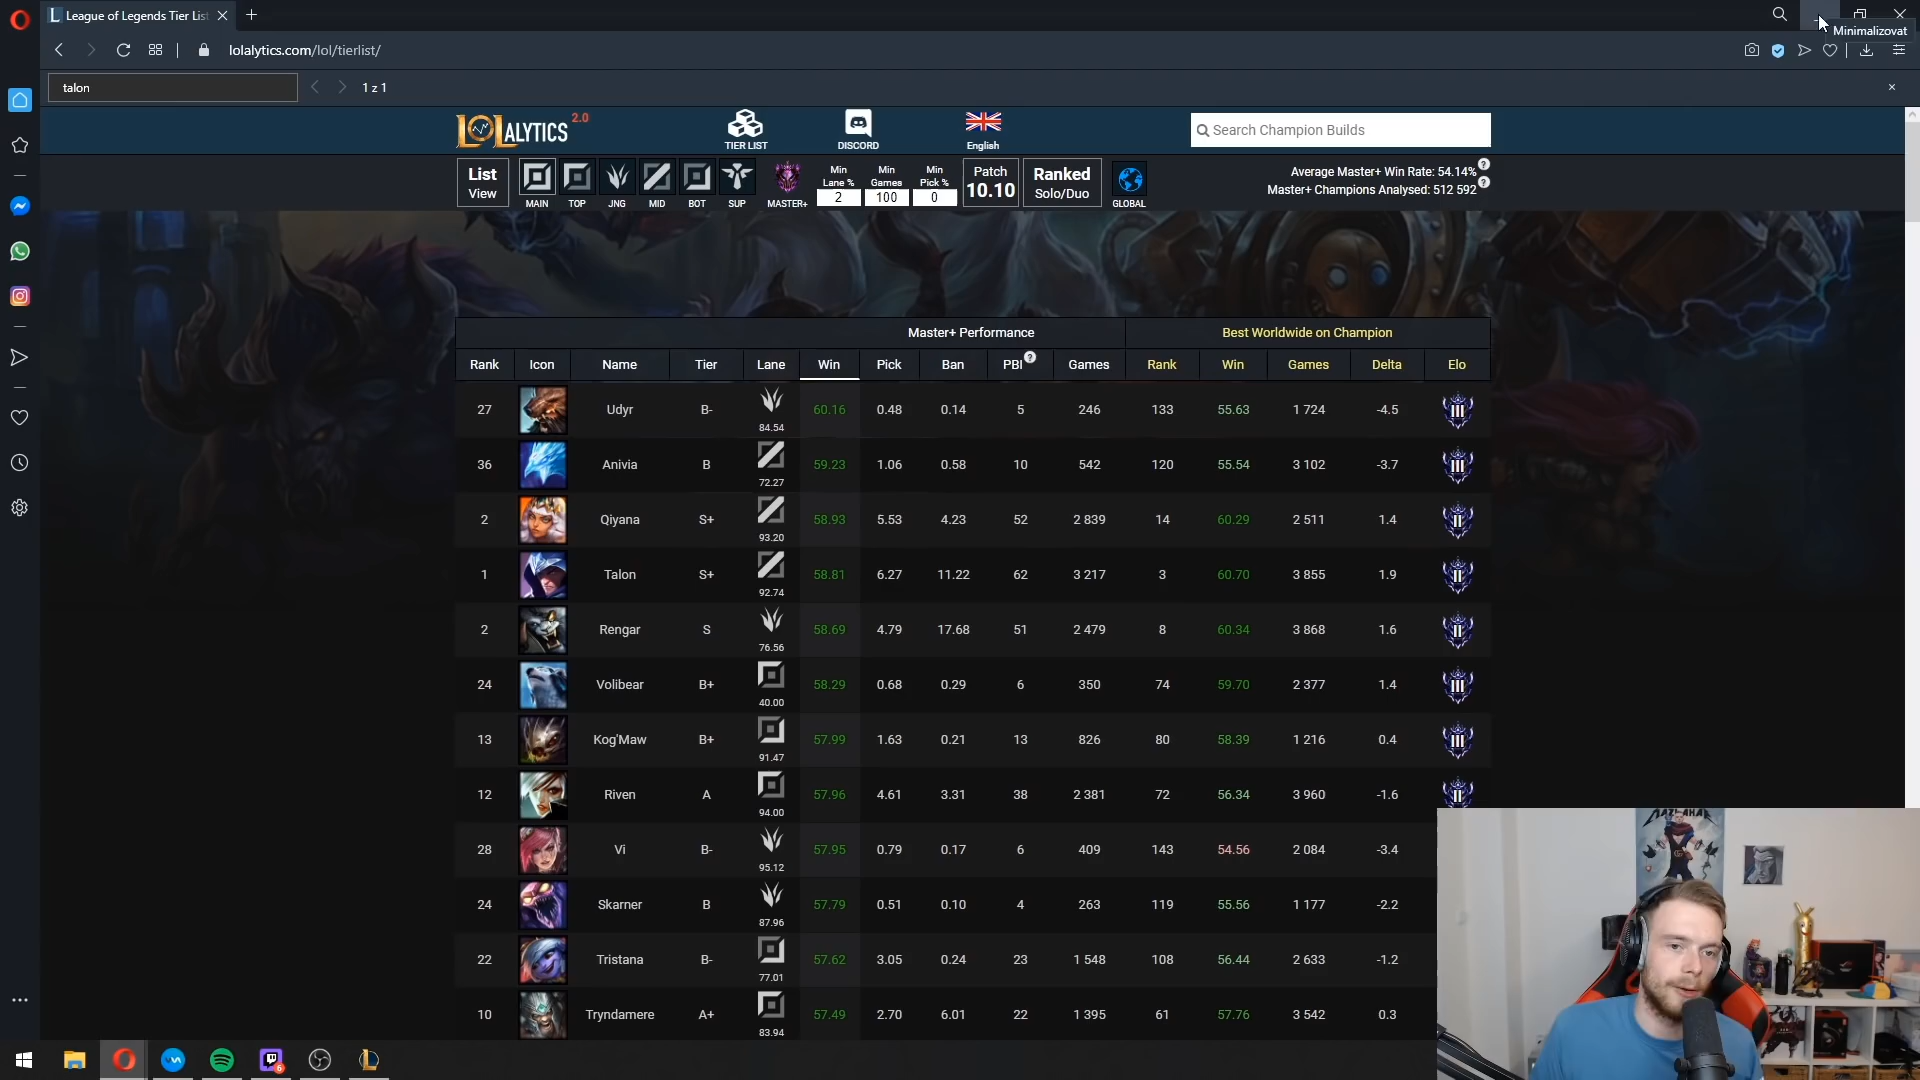 League of Legends Tier Lis
Minimalizovat
lolalytics.com/lol/tierlist/
talon
1 z 1
LOLALYTICS 2.0
TIER LIST
DISCORD
English
Search Champion Builds
List
View
MAIN
TOP
JNG
MID
BOT
SUP
MASTER+
Min
Lane %
2
Min
Games
100
Min
Pick %
0
Patch
10.10
Ranked
Solo/Duo
GLOBAL
Average Master+ Win Rate: 54.14%
Master+ Champions Analysed: 512 592
Master+ Performance
Best Worldwide on Champion
Rank Icon Name Tier Lane Win Pick Ban PBI Games Rank Win Games Delta Elo
27 Udyr B- 84.54 60.16 0.48 0.14 5 246 133 55.63 1 724 -4.5 III
36 Anivia B 72.27 59.23 1.06 0.58 10 542 120 55.54 3 102 -3.7 III
2 Qiyana S+ 93.20 58.93 5.53 4.23 52 2 839 14 60.29 2 511 1.4 II
1 Talon S+ 92.74 58.81 6.27 11.22 62 3 217 3 60.70 3 855 1.9 II
2 Rengar S 76.56 58.69 4.79 17.68 51 2 479 8 60.34 3 868 1.6 II
24 Volibear B+ 40.00 58.29 0.68 0.29 6 350 74 59.70 2 377 1.4 III
13 Kog'Maw B+ 91.47 57.99 1.63 0.21 13 826 80 58.39 1 216 0.4 III
12 Riven A 94.00 57.96 4.61 3.31 38 2 381 72 56.34 3 960 -1.6 II
28 Vi B- 95.12 57.95 0.79 0.17 6 409 143 54.56 2 084 -3.4
24 Skarner B 87.96 57.79 0.51 0.10 4 263 119 55.56 1 177 -2.2
22 Tristana B- 77.01 57.62 3.05 0.24 23 1 548 108 56.44 2 633 -1.2
10 Tryndamere A+ 83.94 57.49 2.70 6.01 22 1 395 61 57.76 3 542 0.3
6